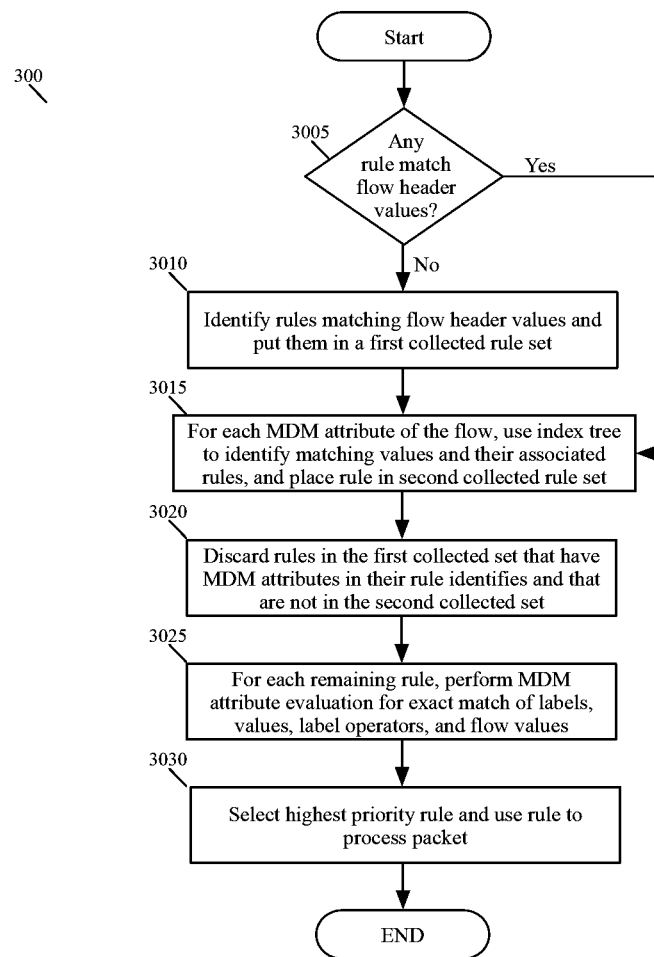 Start
300
3005
Any
rule match
flow header
values?
Yes
No
3010
Identify rules matching flow header values and
put them in a first collected rule set
3015
For each MDM attribute of the flow, use index tree
to identify matching values and their associated
rules, and place rule in second collected rule set
3020
Discard rules in the first collected set that have
MDM attributes in their rule identifies and that
are not in the second collected set
3025
For each remaining rule, perform MDM
attribute evaluation for exact match of labels,
values, label operators, and flow values
3030
Select highest priority rule and use rule to
process packet
END